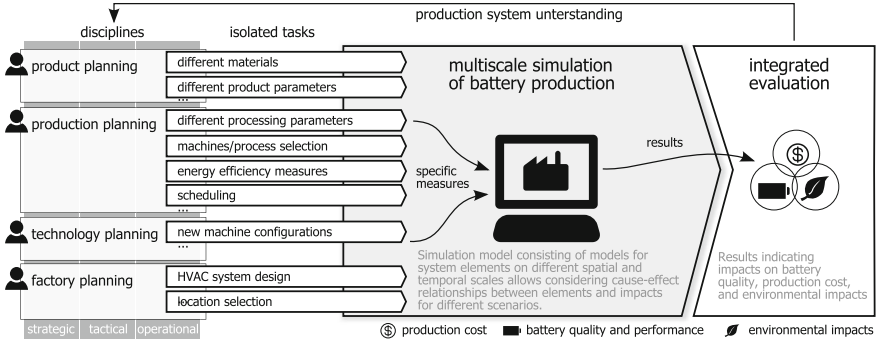 production system unterstanding
disciplines
isolated tasks
product planning
different materials
different product parameters
...
production planning
different processing parameters
machines/process selection
energy efficiency measures
scheduling
...
technology planning
new machine configurations
...
factory planning
HVAC system design
location selection
strategic
tactical
operational
multiscale simulation
of battery production
specific
measures
results
Simulation model consisting of models for
system elements on different spatial and
temporal scales allows considering cause-effect
relationships between elements and impacts
for different scenarios.
integrated
evaluation
$
Results indicating
impacts on battery
quality, production cost,
and environmental impacts
$ production cost
battery quality and performance
environmental impacts